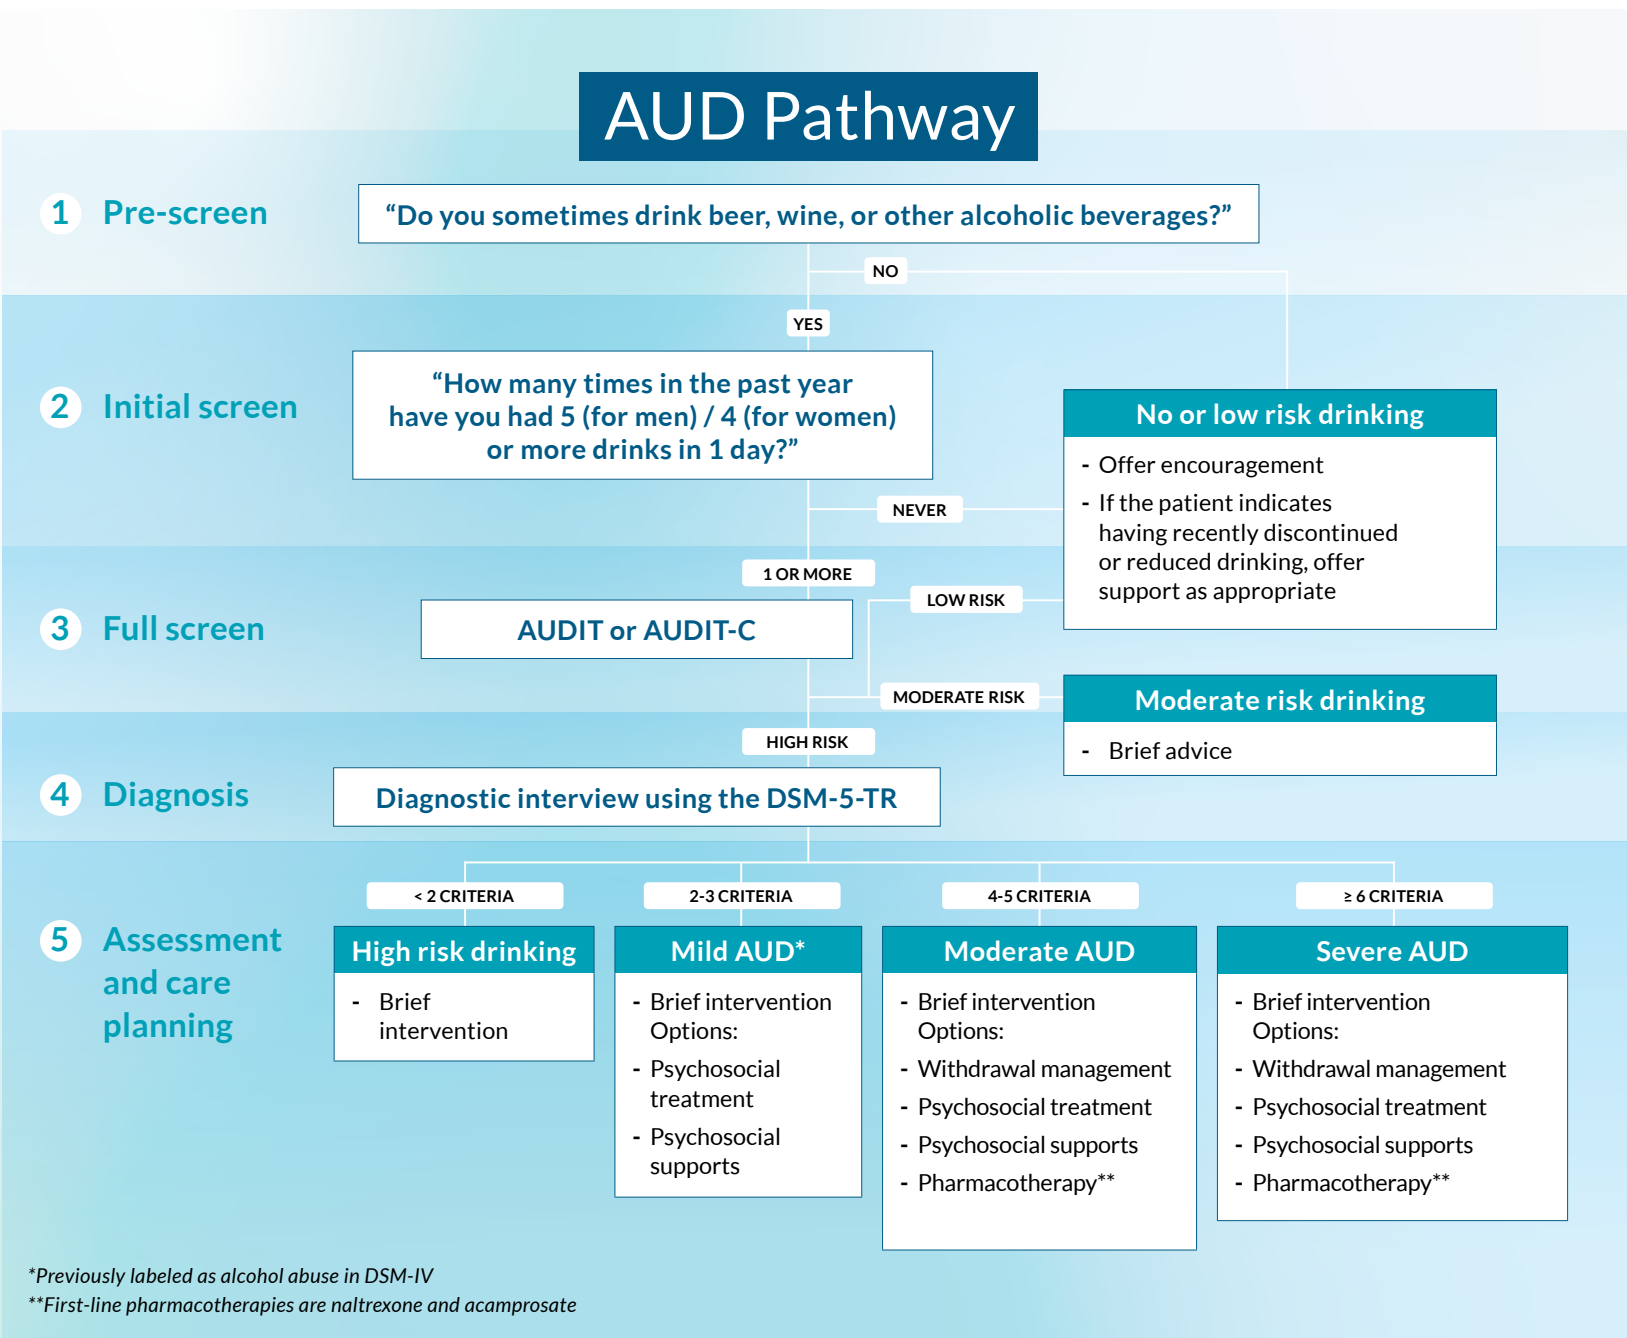 AUD Pathway
1 Pre-screen
“Do you sometimes drink beer, wine, or other alcoholic beverages?”
NO
YES
2 Initial screen
“How many times in the past year
have you had 5 (for men) / 4 (for women)
or more drinks in 1 day?”
NEVER
No or low risk drinking
- Offer encouragement
- If the patient indicates
having recently discontinued
or reduced drinking, offer
support as appropriate
1 OR MORE
LOW RISK
3 Full screen
AUDIT or AUDIT-C
MODERATE RISK
Moderate risk drinking
- Brief advice
HIGH RISK
4 Diagnosis
Diagnostic interview using the DSM-5-TR
5 Assessment
and care
planning
< 2 CRITERIA
High risk drinking
- Brief
intervention
2-3 CRITERIA
Mild AUD*
- Brief intervention
Options:
- Psychosocial
treatment
- Psychosocial
supports
4-5 CRITERIA
Moderate AUD
- Brief intervention
Options:
- Withdrawal management
- Psychosocial treatment
- Psychosocial supports
- Pharmacotherapy**
≥ 6 CRITERIA
Severe AUD
- Brief intervention
Options:
- Withdrawal management
- Psychosocial treatment
- Psychosocial supports
- Pharmacotherapy**
*Previously labeled as alcohol abuse in DSM-IV
**First-line pharmacotherapies are naltrexone and acamprosate